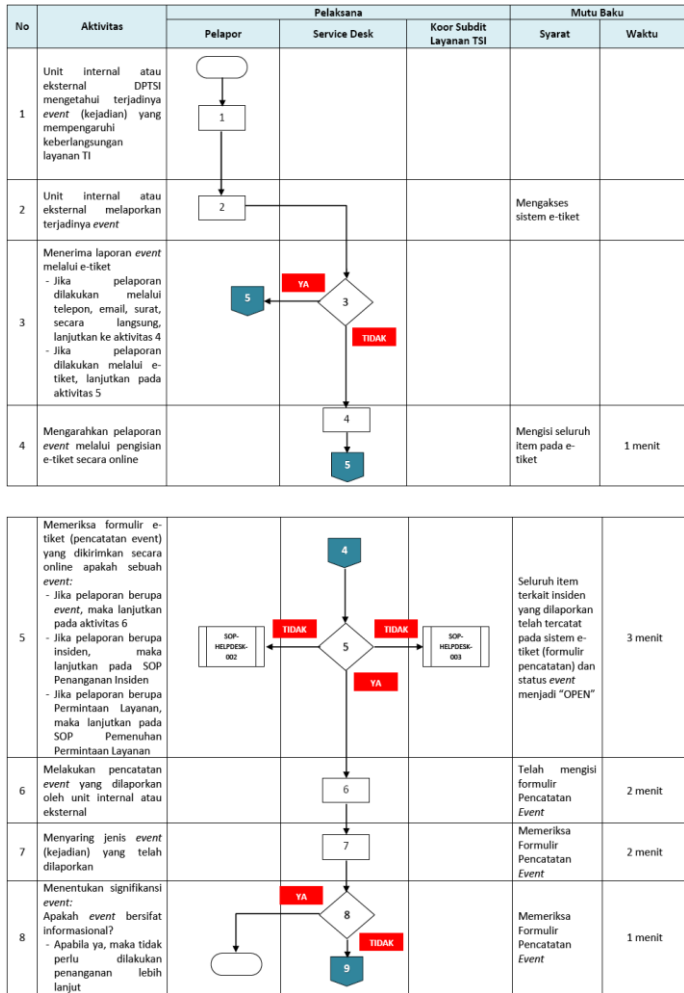 No
Aktivitas
Pelaksana
Mutu Baku
Pelapor
Service Desk
Koor Subdit
Layanan TSI
Syarat
Waktu
1
Unit internal atau
eksternal DPTSI
mengetahui terjadinya
event (kejadian) yang
mempengaruhi
keberlangsungan
layanan TI
1
2
Unit internal atau
eksternal melaporkan
terjadinya event
2
Mengakses
sistem e-tiket
3
Menerima laporan event
melalui e-tiket
- Jika pelaporan
dilakukan melalui
telepon, email, surat,
secara langsung,
lanjutkan ke aktivitas 4
- Jika pelaporan
dilakukan melalui e-
tiket, lanjutkan pada
aktivitas 5
5
YA
3
TIDAK
4
Mengarahkan pelaporan
event melalui pengisian
e-tiket secara online
4
5
Mengisi seluruh
item pada e-
tiket
1 menit
5
Memeriksa formulir e-
tiket (pencatatan event)
yang dikirimkan secara
online apakah sebuah
event:
- Jika pelaporan berupa
event, maka lanjutkan
pada aktivitas 6
- Jika pelaporan berupa
insiden, maka
lanjutkan pada SOP
Penanganan Insiden
- Jika pelaporan berupa
Permintaan Layanan,
maka lanjutkan pada
SOP Pemenuhan
Permintaan Layanan
4
SOP-
HELPDESK-
002
TIDAK
5
TIDAK
SOP-
HELPDESK-
003
YA
Seluruh item
terkait insiden
yang dilaporkan
telah tercatat
pada sistem e-
tiket (formulir
pencatatan) dan
status event
menjadi “OPEN”
3 menit
6
Melakukan pencatatan
event yang dilaporkan
oleh unit internal atau
eksternal
6
Telah mengisi
formulir
Pencatatan
Event
2 menit
7
Menyaring jenis event
(kejadian) yang telah
dilaporkan
7
Memeriksa
Formulir
Pencatatan
Event
2 menit
8
Menentukan signifikansi
event:
Apakah event bersifat
informasional?
- Apabila ya, maka tidak
perlu dilakukan
penanganan lebih
lanjut
YA
8
TIDAK
9
Memeriksa
Formulir
Pencatatan
Event
1 menit